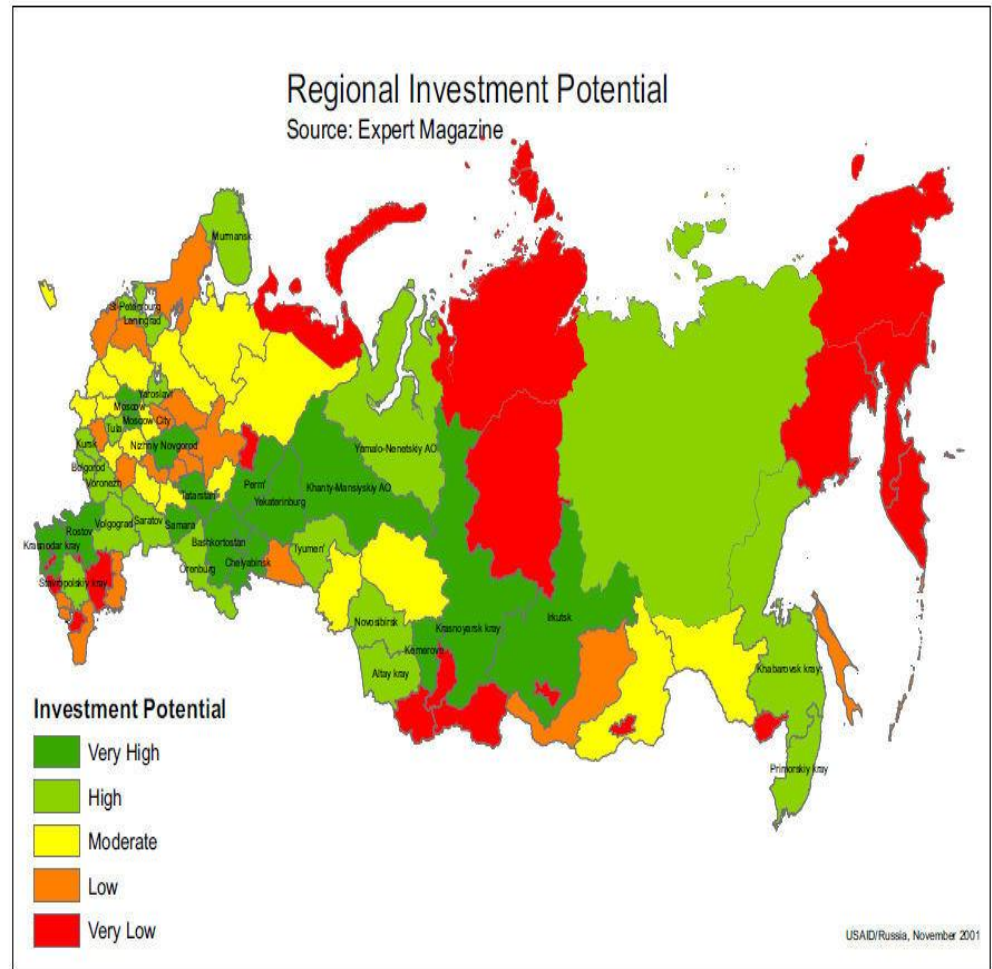 Regional Investment Potential
Source: Expert Magazine
Murmansk
St-Petersburg
Leningrad
Yaroslavl
Moscow
Moscow City
Tula
Nizhniy Novgorod
Kursk
Belgorod
Voronezh
Yamalo-Nenetskiy AO
Perm'
Khanty-Mansiyskiy AO
Yekaterinburg
Tatarstan
Volgograd
Saratov
Samara
Rostov
Krasnodar kray
Bashkortostan
Tyumen'
Chelyabinsk
Orenburg
Stavropolskiy kray
Irkutsk
Novosibirsk
Krasnoyarsk kray
Kemerovo
Altay kray
Khabarovsk kray
Primorskiy kray
Investment Potential
Very High
High
Moderate
Low
Very Low
USAID/Russia, November 2001